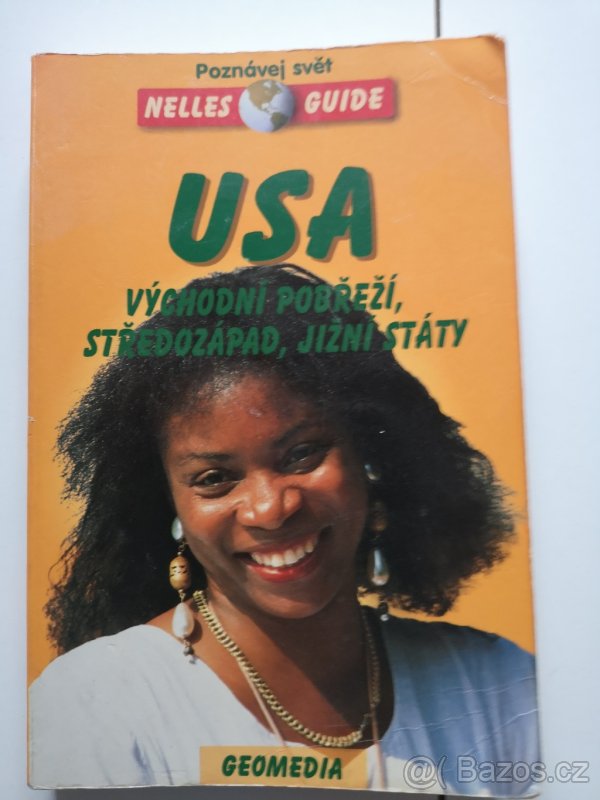 Poznávej svět
NELLES GUIDE
USA
VÝCHODNÍ POBŘEŽÍ,
STŘEDOZÁPAD, JIŽNÍ STÁTY
GEOMEDIA
@( Bazos.cz